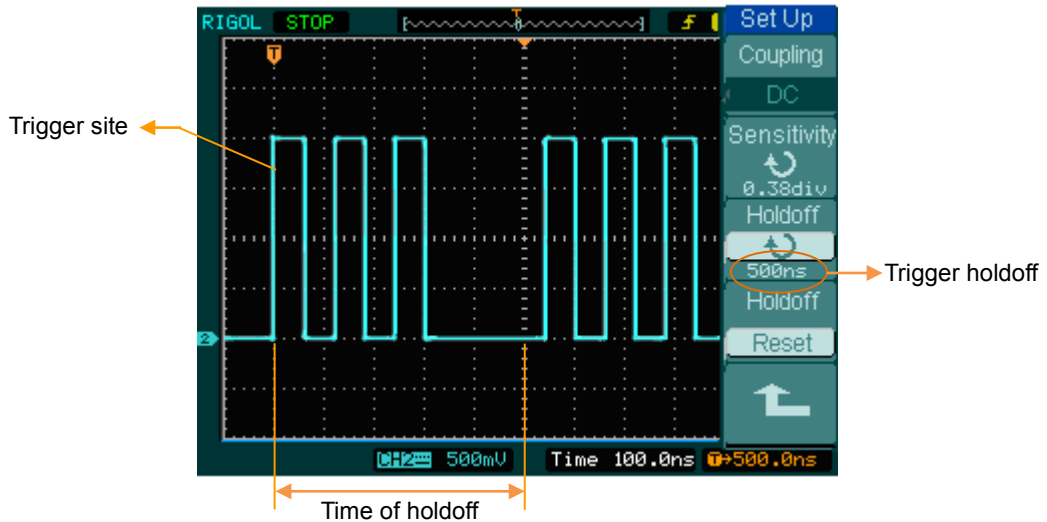 RIGOL STOP
T
T
Set Up
Coupling
DC
Sensitivity
0.38div
Holdoff
500ns
Holdoff
Reset
Trigger site
Trigger holdoff
2
CH2 500mV Time 100.0ns T→500.0ns
Time of holdoff